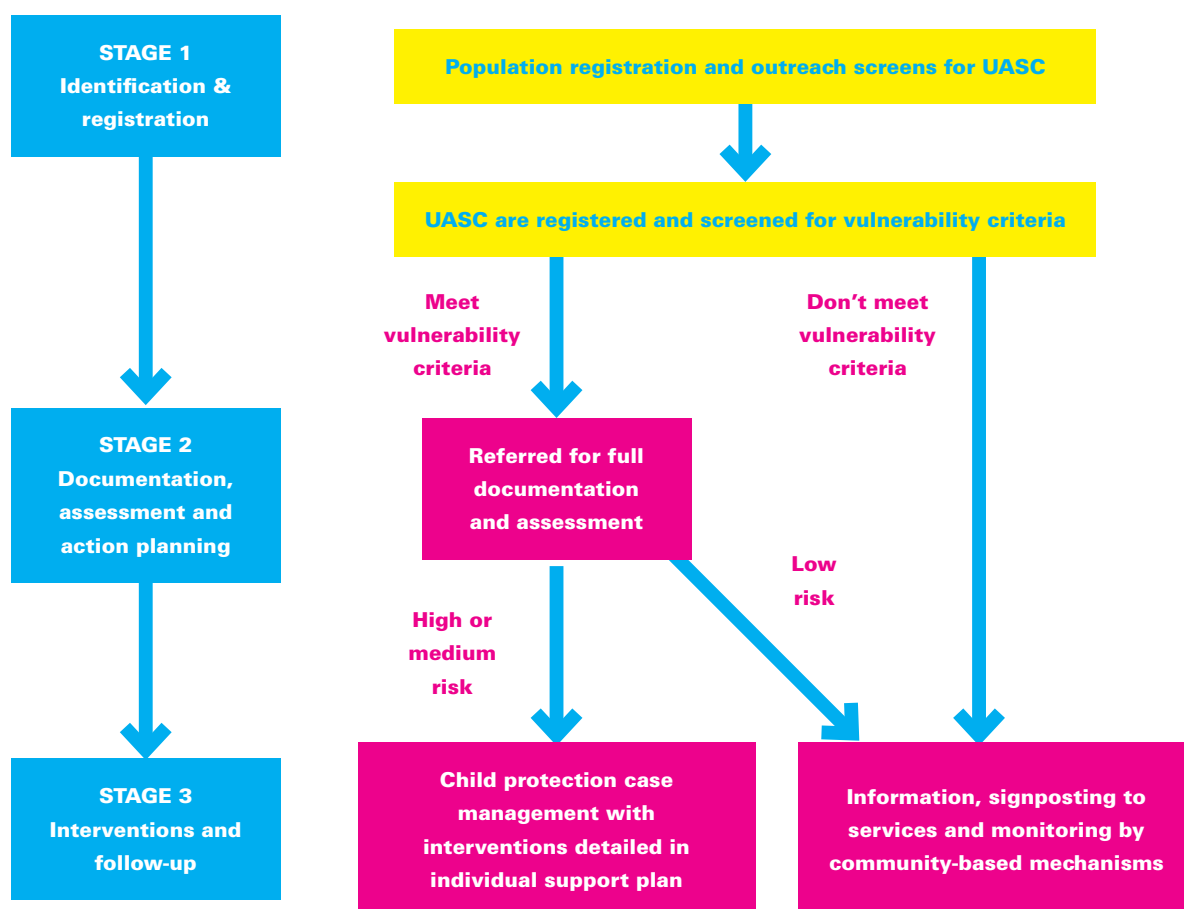 STAGE 1
Identification &
registration
Population registration and outreach screens for UASC
UASC are registered and screened for vulnerability criteria
Meet
vulnerability
criteria
Don’t meet
vulnerability
criteria
STAGE 2
Documentation,
assessment and
action planning
Referred for full
documentation
and assessment
Low
risk
High or
medium
risk
STAGE 3
Interventions and
follow-up
Child protection case
management with
interventions detailed in
individual support plan
Information, signposting to
services and monitoring by
community-based mechanisms